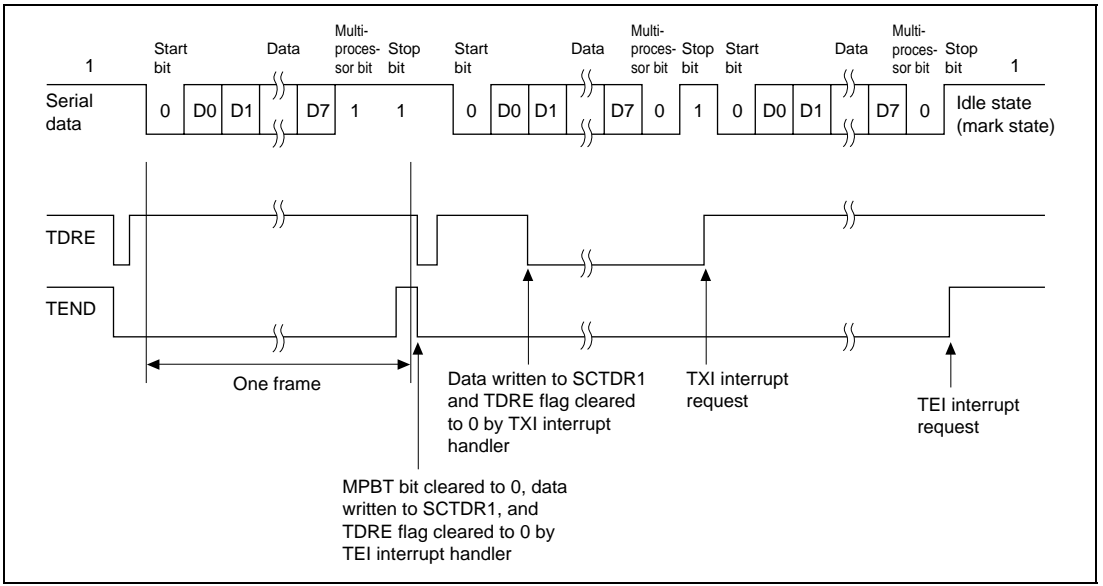 Multi-
proces-
sor bit
Multi-
proces-
sor bit
Multi-
proces-
sor bit
Start
bit
Data
Stop
bit
Start
bit
Data
Stop
bit
Start
bit
Data
Stop
bit
1
1
Serial
data
0 D0 D1 D7 1 1 0 D0 D1 D7 0 1 0 D0 D1 D7 0
Idle state
(mark state)
TDRE
TEND
One frame
Data written to SCTDR1
and TDRE flag cleared
to 0 by TXI interrupt
handler
TXI interrupt
request
TEI interrupt
request
MPBT bit cleared to 0, data
written to SCTDR1, and
TDRE flag cleared to 0 by
TEI interrupt handler